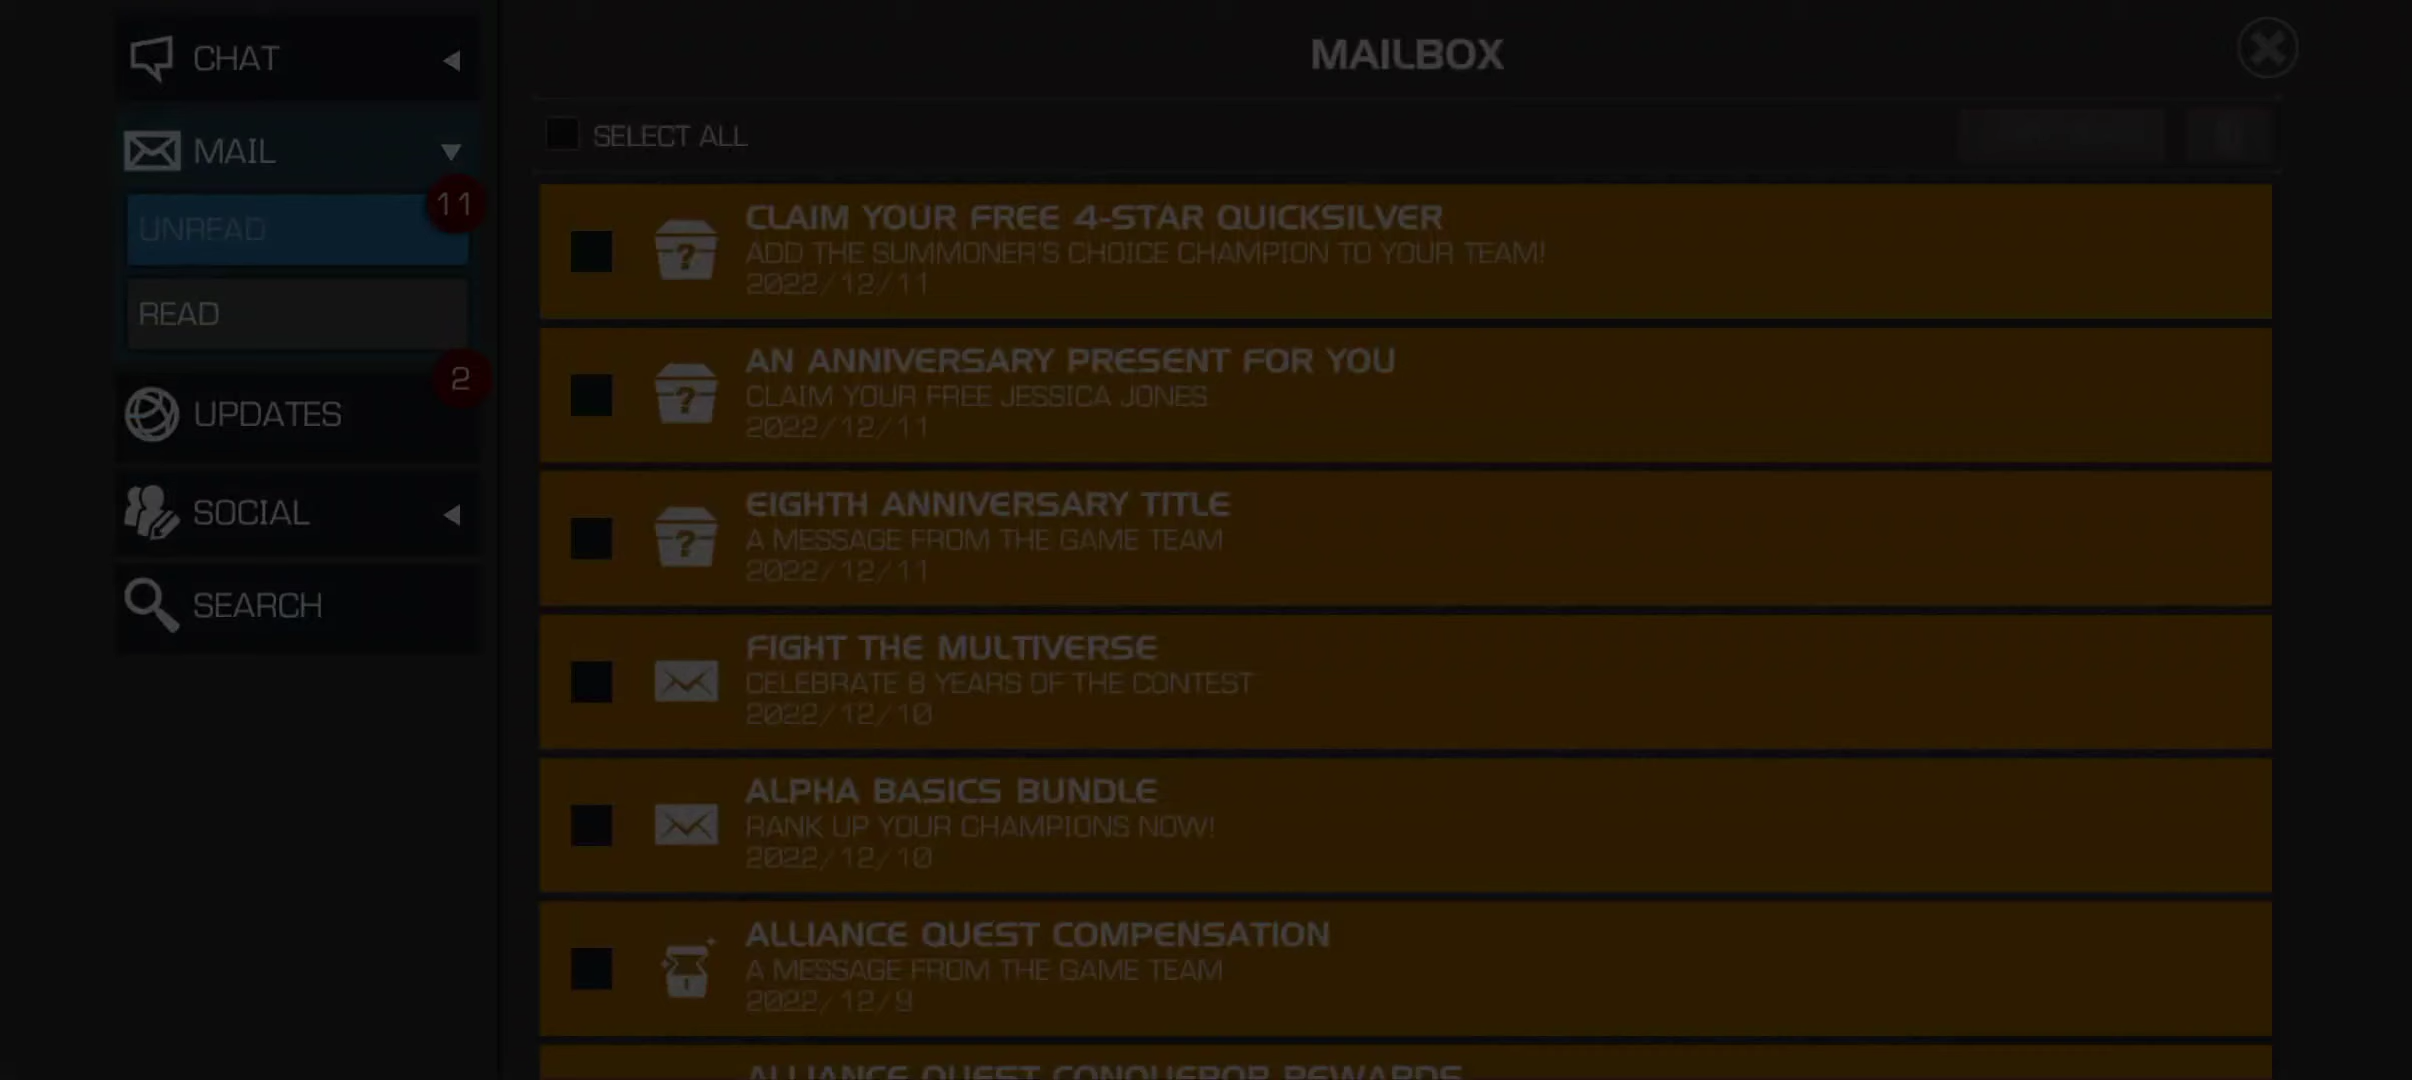 CHAT
MAIL
11
UNREAD
READ
2
UPDATES
SOCIAL
SEARCH
MAILBOX
SELECT ALL
CLAIM YOUR FREE 4-STAR QUICKSILVER
ADD THE SUMMONER'S CHOICE CHAMPION TO YOUR TEAM!
2022/12/11
AN ANNIVERSARY PRESENT FOR YOU
CLAIM YOUR FREE JESSICA JONES
2022/12/11
EIGHTH ANNIVERSARY TITLE
A MESSAGE FROM THE GAME TEAM
2022/12/11
FIGHT THE MULTIVERSE
CELEBRATE 8 YEARS OF THE CONTEST
2022/12/10
ALPHA BASICS BUNDLE
RANK UP YOUR CHAMPIONS NOW!
2022/12/10
ALLIANCE QUEST COMPENSATION
A MESSAGE FROM THE GAME TEAM
2022/12/9
ALLIANCE QUEST CONQUEROR REWARDS